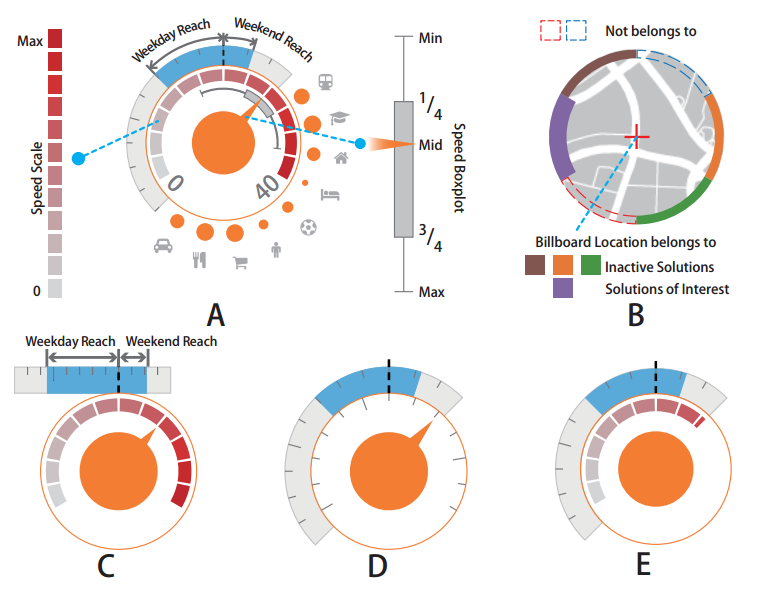 Max
Speed Scale
0
Weekday Reach
Weekend Reach
0
40
A
Min
1/4
Mid
3/4
Max
Speed Boxplot
Not belongs to
Billboard Location belongs to
Inactive Solutions
Solutions of Interest
B
Weekday Reach
Weekend Reach
C
D
E